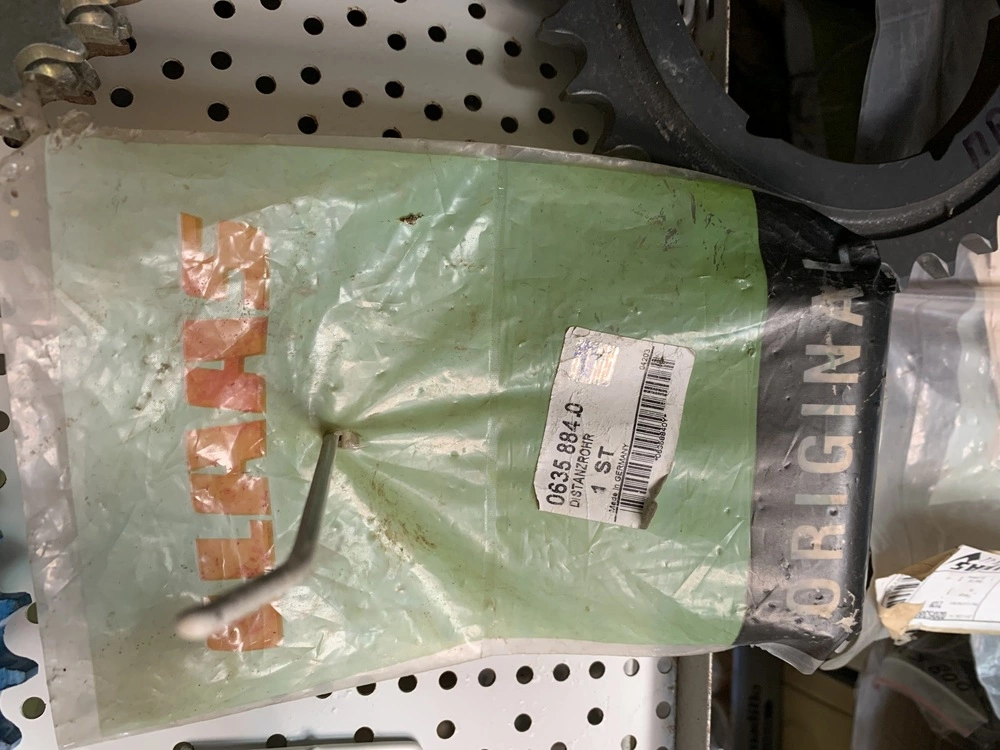 CLAAS
0635 884.0
DISTANZROHR
1 ST
Made in GERMANY
ORIGINAL